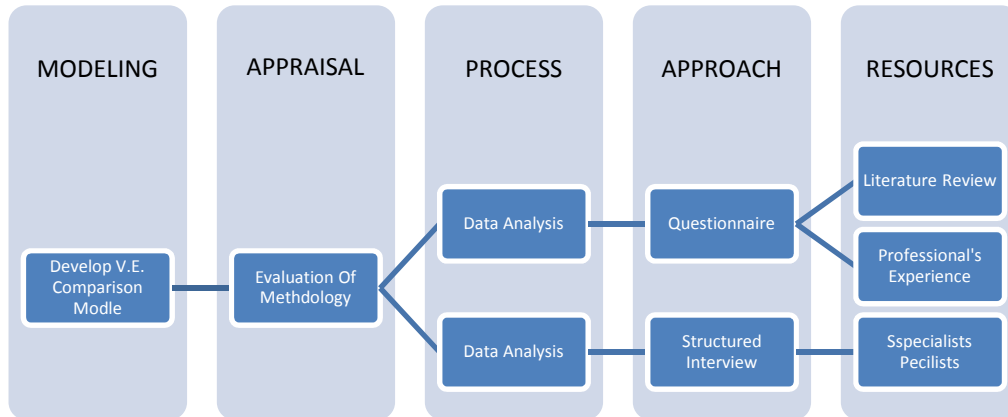 MODELING
APPRAISAL
PROCESS
APPROACH
RESOURCES
Develop V.E.
Comparison
Modle
Evaluation Of
Methdology
Data Analysis
Questionnaire
Literature Review
Professional's
Experience
Data Analysis
Structured
Interview
Sspecialists
Pecilists